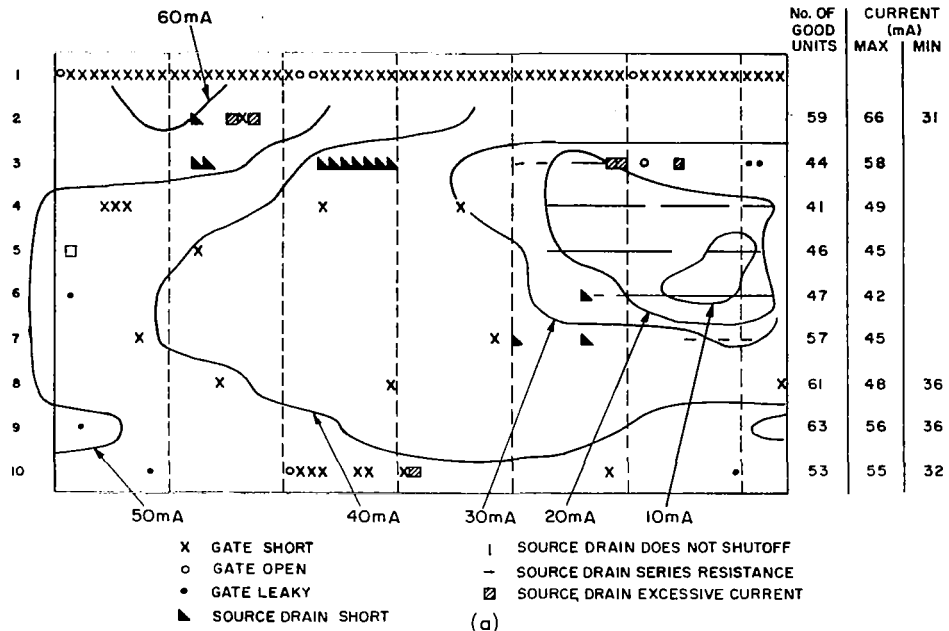 60mA
No. OF GOOD UNITS
CURRENT (mA)
MAX MIN
1
2 59 66 31
3 44 58
4 41 49
5 46 45
6 47 42
7 57 45
8 61 48 36
9 63 56 36
10 53 55 32
50mA 40mA 30mA 20mA 10mA
X GATE SHORT
O GATE OPEN
• GATE LEAKY
SOURCE DRAIN SHORT
| SOURCE DRAIN DOES NOT SHUTOFF
— SOURCE DRAIN SERIES RESISTANCE
SOURCE DRAIN EXCESSIVE CURRENT
(a)